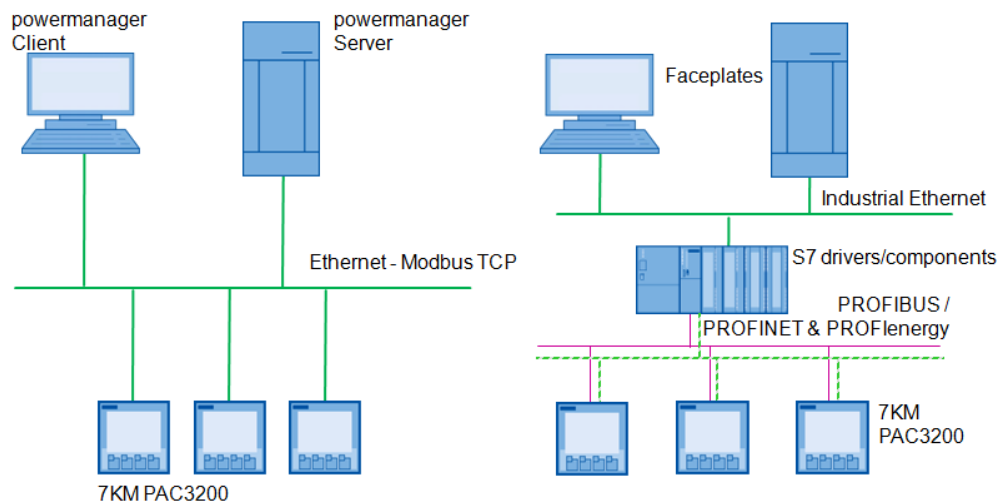 powermanager
Client
powermanager
Server
Ethernet - Modbus TCP
7KM PAC3200
Faceplates
Industrial Ethernet
S7 drivers/components
PROFIBUS /
PROFINET & PROFIenergy
7KM
PAC3200